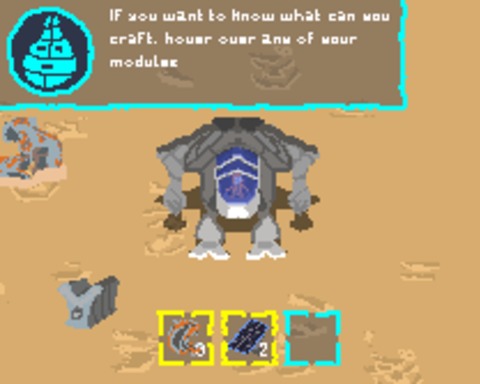 If you want to know what can you
craft, hover over any of your
modules
3
2